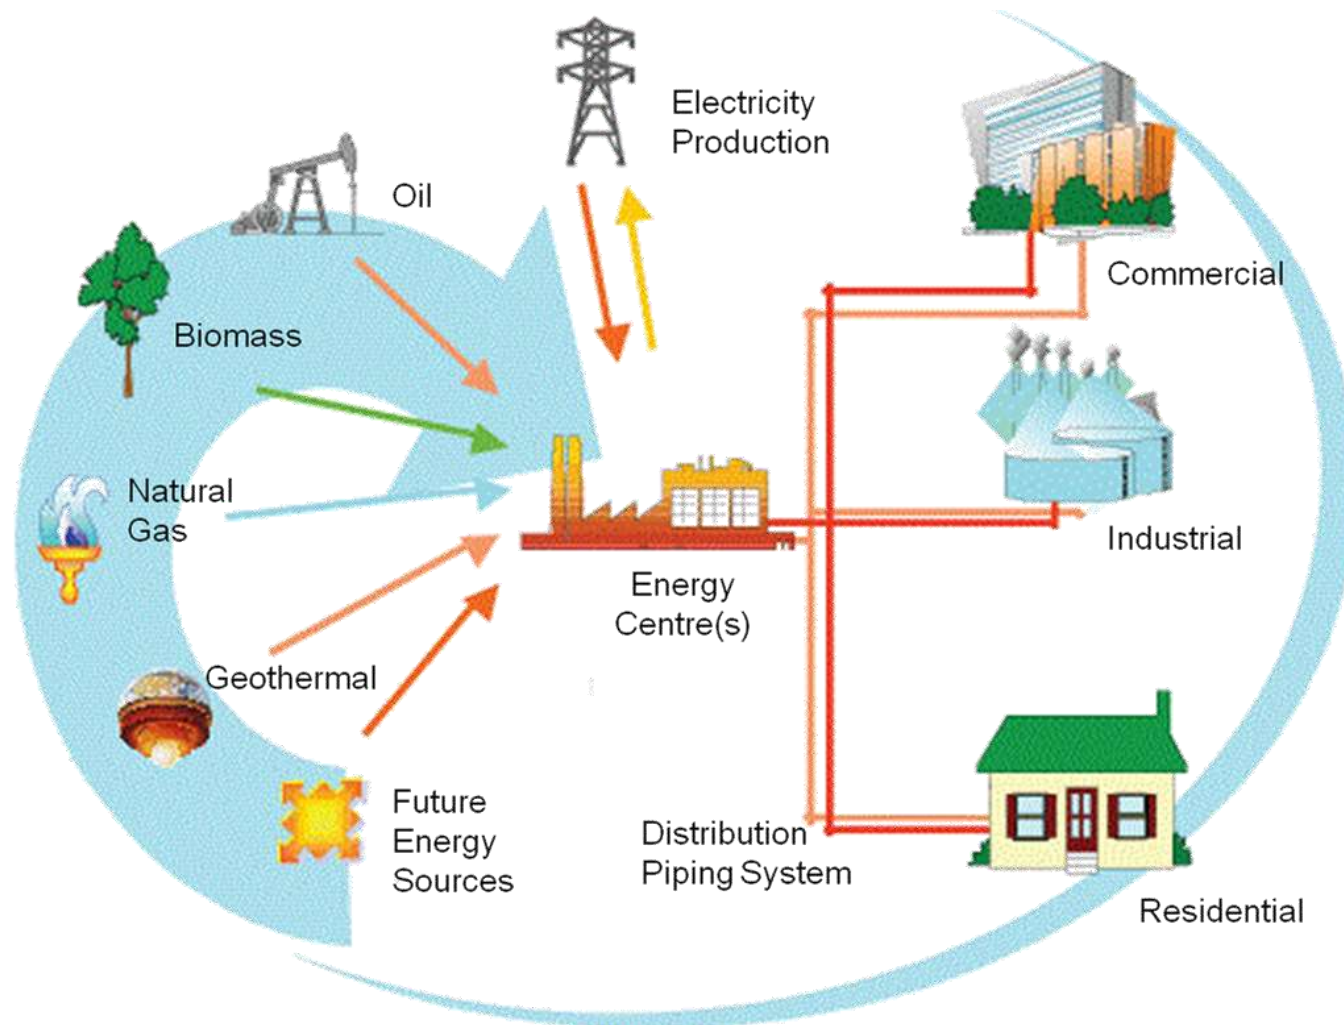 Electricity
Production
Oil
Biomass
Commercial
Natural
Gas
Industrial
Energy
Centre(s)
Geothermal
Future
Energy
Sources
Distribution
Piping System
Residential